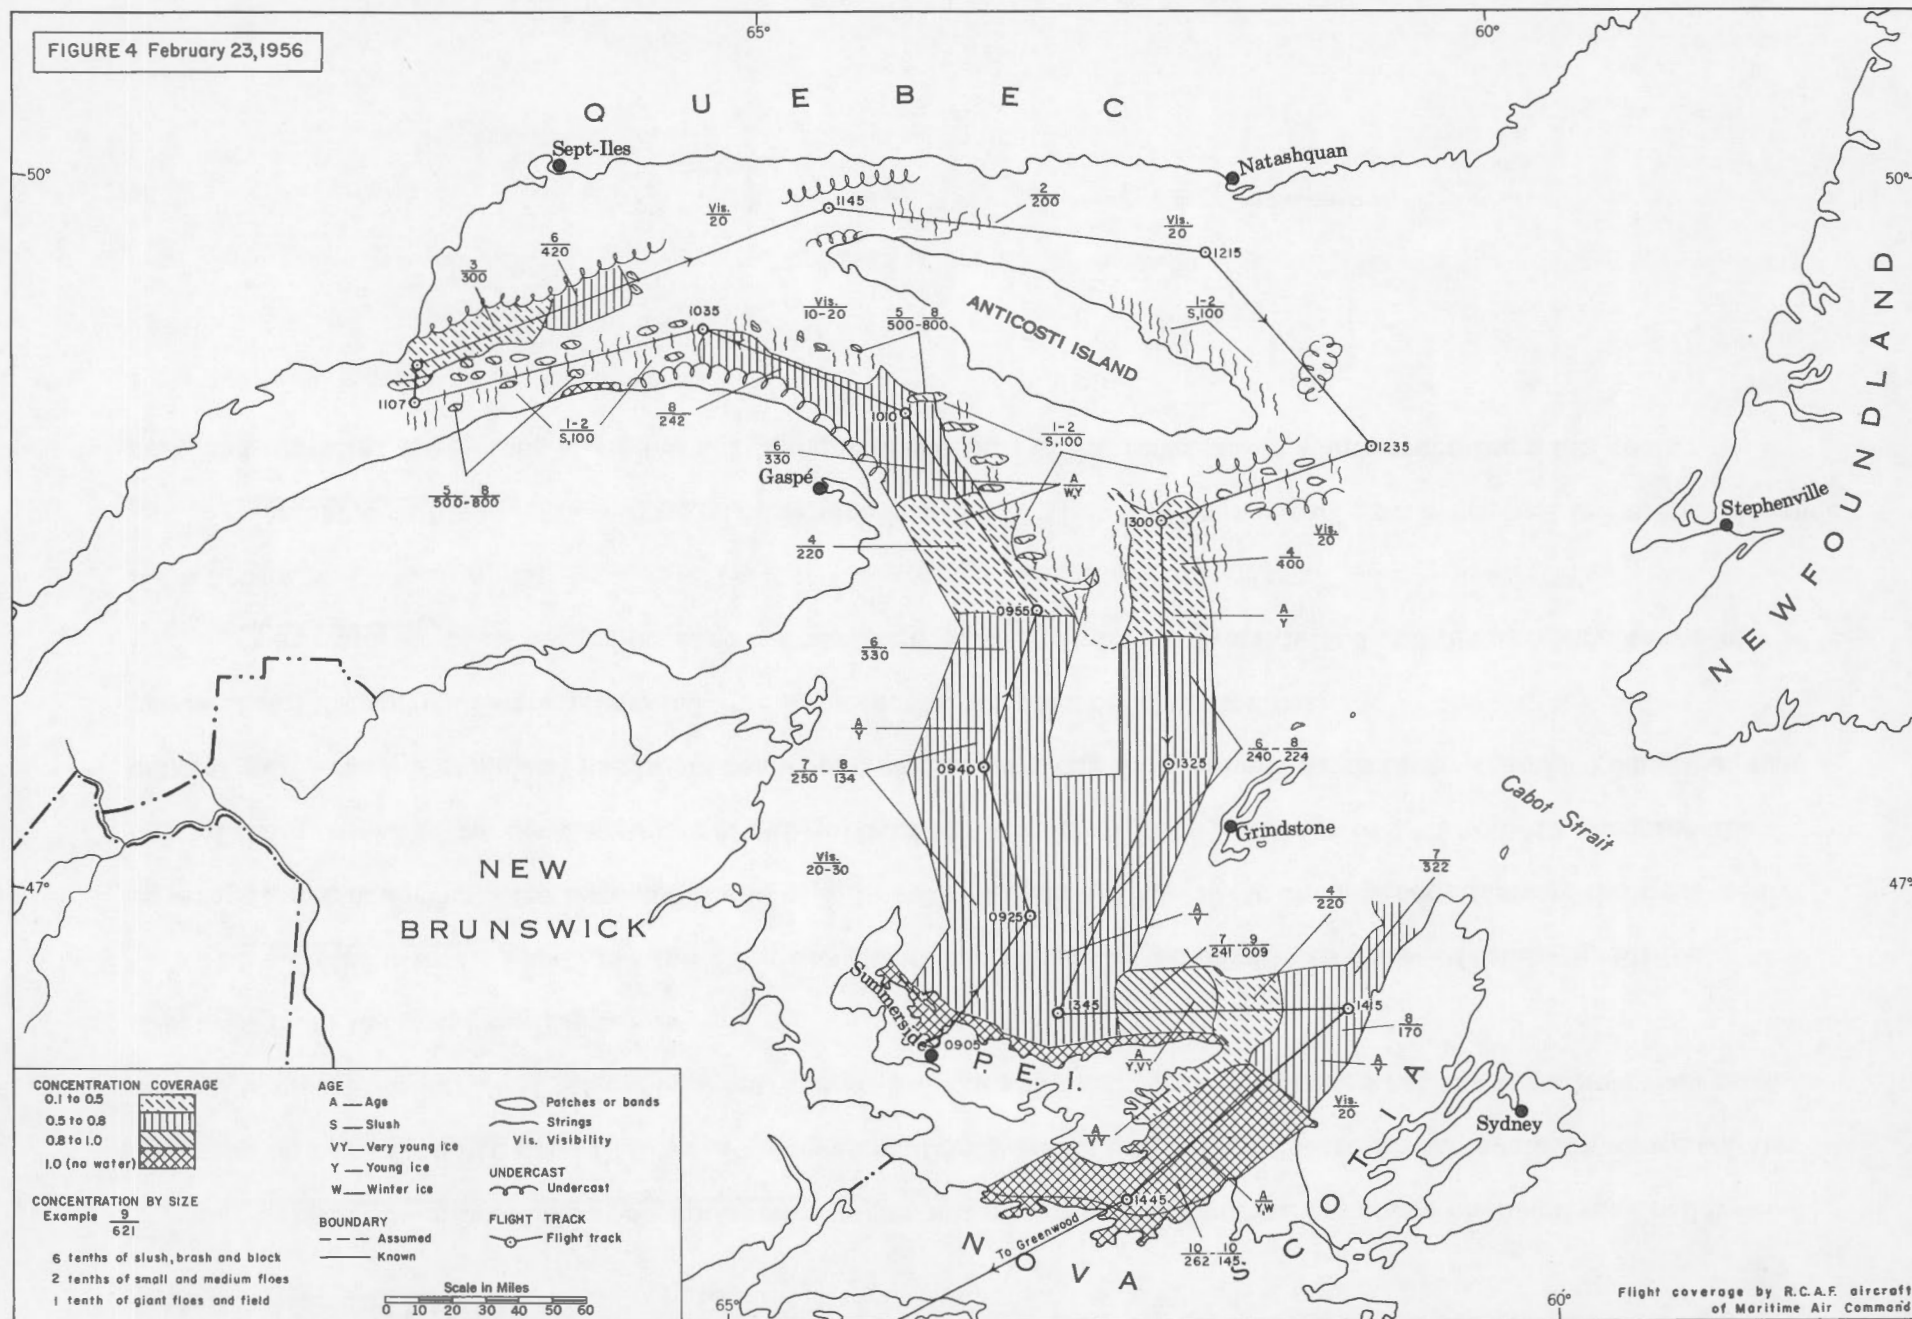 FIGURE 4 February 23, 1956
65°
60°
QUEBEC
Sept-Iles
Natashquan
50°
50°
1145
2
200
Vis.
20
Vis.
20
1215
6
420
3
300
1035
Vis.
10-20
5 - 8
500-800
1-2
S,100
ANTICOSTI ISLAND
NEWFOUNDLAND
1107
1-2
S,100
8
242
1010
1-2
S,100
1235
6
330
Gaspé
A
W,Y
5 - 8
500-800
Stephenville
1300
Vis.
20
4
220
4
400
0955
A
Y
6
330
A
Y
7 - 8
250 - 134
0940
1325
6 - 8
240 - 224
Cabot Strait
Grindstone
Vis.
20-30
NEW
BRUNSWICK
7
322
47°
47°
4
220
0925
A
Y
7 - 9
241 - 009
Summerside
0905
1345
1415
8
170
P.E.I.
A
Y,VY
A
Y
Vis.
20
Sydney
A
VY
A
Y,W
1445
To Greenwood
10 - 10
262 - 145
NOVA SCOTIA
CONCENTRATION COVERAGE
0.1 to 0.5
0.5 to 0.8
0.8 to 1.0
1.0 (no water)
CONCENTRATION BY SIZE
Example 9
621
6 tenths of slush, brash and block
2 tenths of small and medium floes
1 tenth of giant floes and field
AGE
A __ Age
S __ Slush
VY __ Very young ice
Y __ Young ice
W __ Winter ice
BOUNDARY
Assumed
Known
Patches or bands
Strings
Vis. Visibility
UNDERCAST
Undercast
FLIGHT TRACK
Flight track
Scale in Miles
0 10 20 30 40 50 60
65°
60°
Flight coverage by R.C.A.F. aircraft
of Maritime Air Command